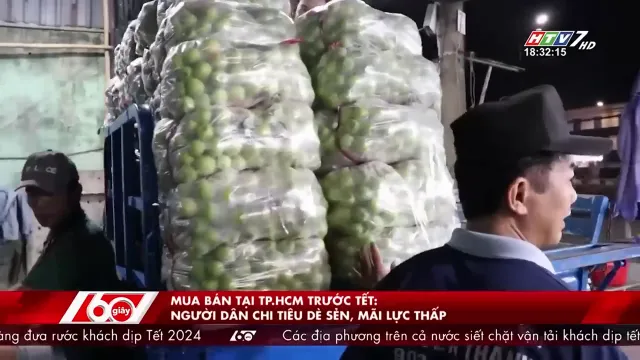 HTV7 HD
18:32:15
60 giây
MUA BÁN TẠI TP.HCM TRƯỚC TẾT:
NGƯỜI DÂN CHI TIÊU DÈ SẺN, MÃI LỰC THẤP
àng đưa rước khách dịp Tết 2024 60 giây Các địa phương trên cả nước siết chặt vận tải khách dịp tế